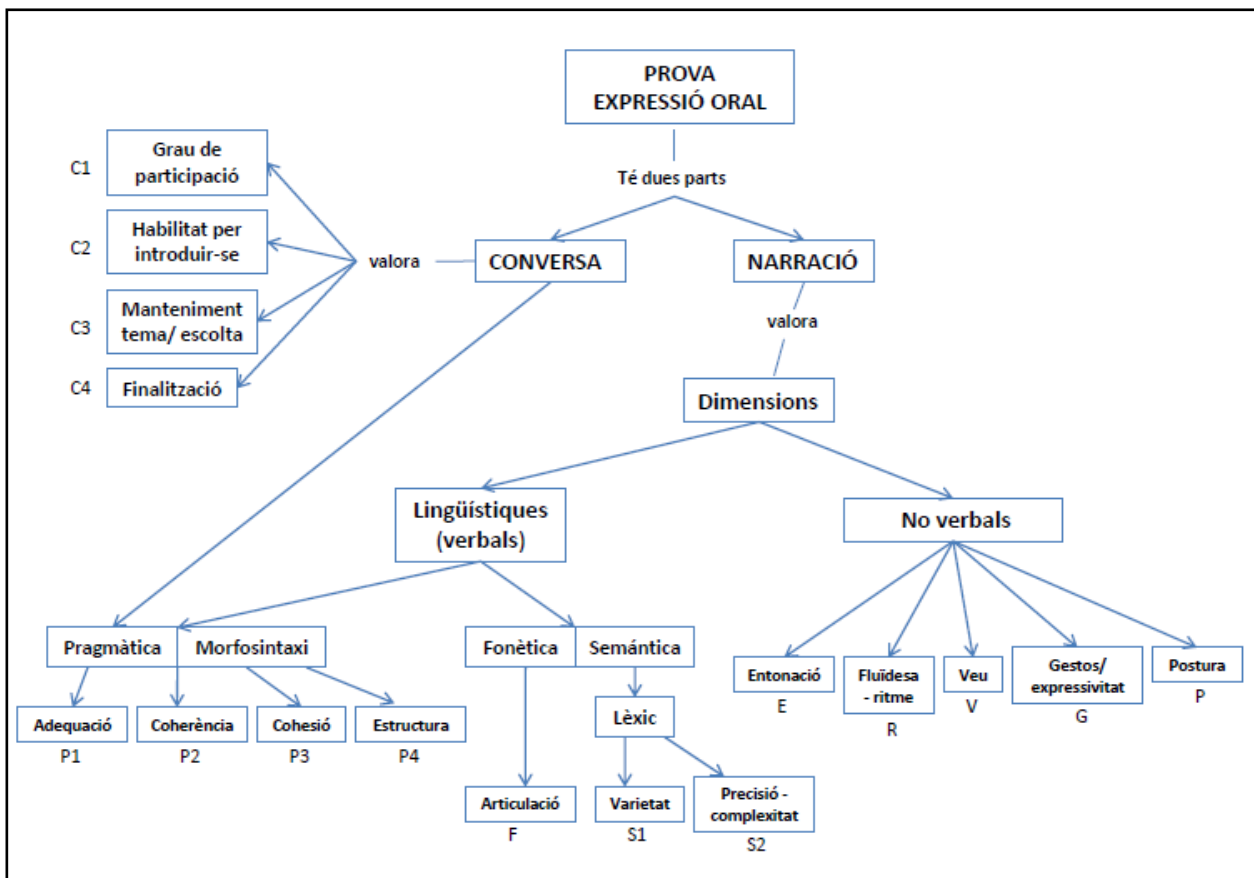 PROVA
EXPRESSIÓ ORAL
Té dues parts
C1
Grau de
participació
C2
Habilitat per
introduir-se
C3
Manteniment
tema/ escolta
C4
Finalització
valora
CONVERSA
NARRACIÓ
valora
Dimensions
Lingüístiques
(verbals)
No verbals
Pragmàtica
Morfosintaxi
Fonètica
Semántica
Adequació
P1
Coherència
P2
Cohesió
P3
Estructura
P4
Lèxic
Articulació
F
Varietat
S1
Precisió -
complexitat
S2
Entonació
E
Fluïdesa
- ritme
R
Veu
V
Gestos/
expressivitat
G
Postura
P